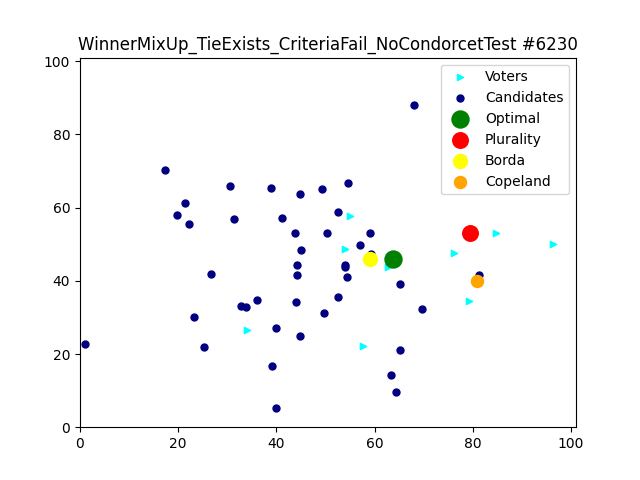 WinnerMixUp_TieExists_CriteriaFail_NoCondorcetTest #6230
Voters
Candidates
Optimal
Plurality
Borda
Copeland
100
80
60
40
20
0
0 20 40 60 80 100